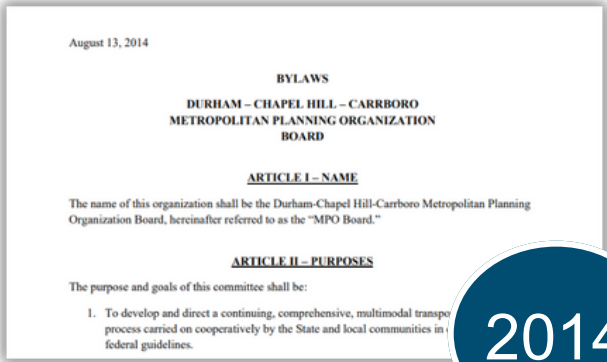 August 13, 2014
BYLAWS
DURHAM – CHAPEL HILL – CARRBORO
METROPOLITAN PLANNING ORGANIZATION
BOARD
ARTICLE I – NAME
The name of this organization shall be the Durham-Chapel Hill-Carrboro Metropolitan Planning
Organization Board, hereinafter referred to as the “MPO Board.”
ARTICLE II – PURPOSES
The purpose and goals of this committee shall be:
1. To develop and direct a continuing, comprehensive, multimodal
process carried on cooperatively by the State and local communities in
federal guidelines.
2014